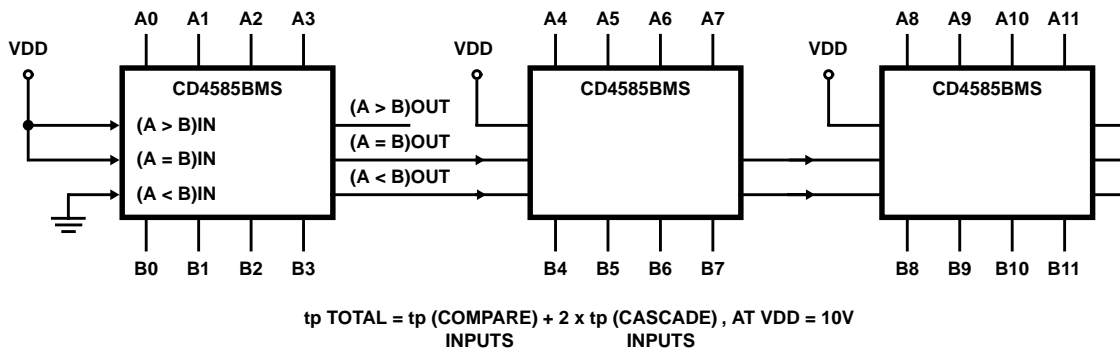 A0 A1 A2 A3 A4 A5 A6 A7 A8 A9 A10 A11
VDD VDD VDD
CD4585BMS CD4585BMS CD4585BMS
(A > B)IN (A > B)OUT
(A = B)IN (A = B)OUT
(A < B)IN (A < B)OUT
B0 B1 B2 B3 B4 B5 B6 B7 B8 B9 B10 B11
tp TOTAL = tp (COMPARE) + 2 x tp (CASCADE) , AT VDD = 10V
INPUTS INPUTS